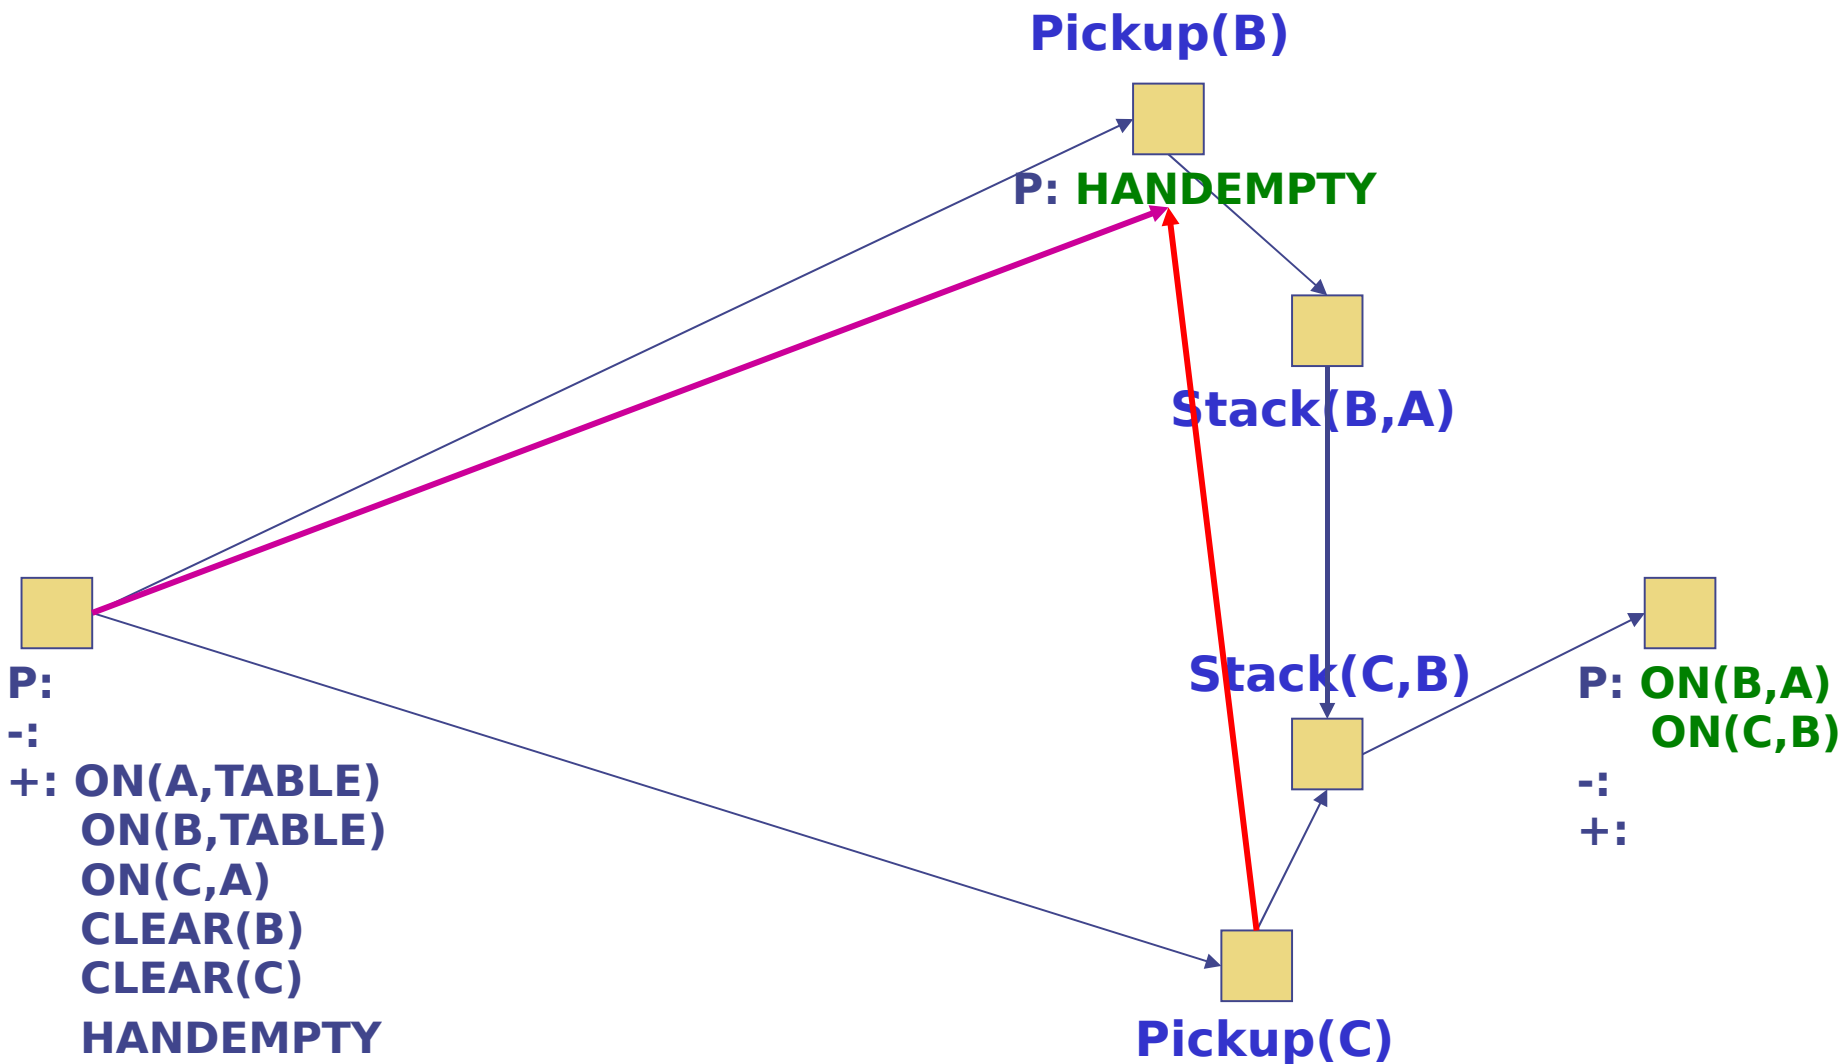 Pickup(B)
P: HANDEMPTY
Stack(B,A)
Stack(C,B)
P:
-:
+: ON(A,TABLE)
ON(B,TABLE)
ON(C,A)
CLEAR(B)
CLEAR(C)
HANDEMPTY
P: ON(B,A)
ON(C,B)
-:
+:
Pickup(C)